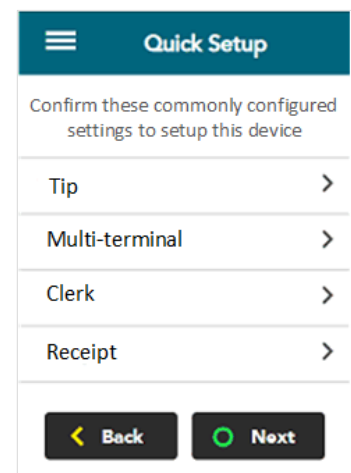 Quick Setup
Confirm these commonly configured
settings to setup this device
Tip
Multi-terminal
Clerk
Receipt
Back
Next